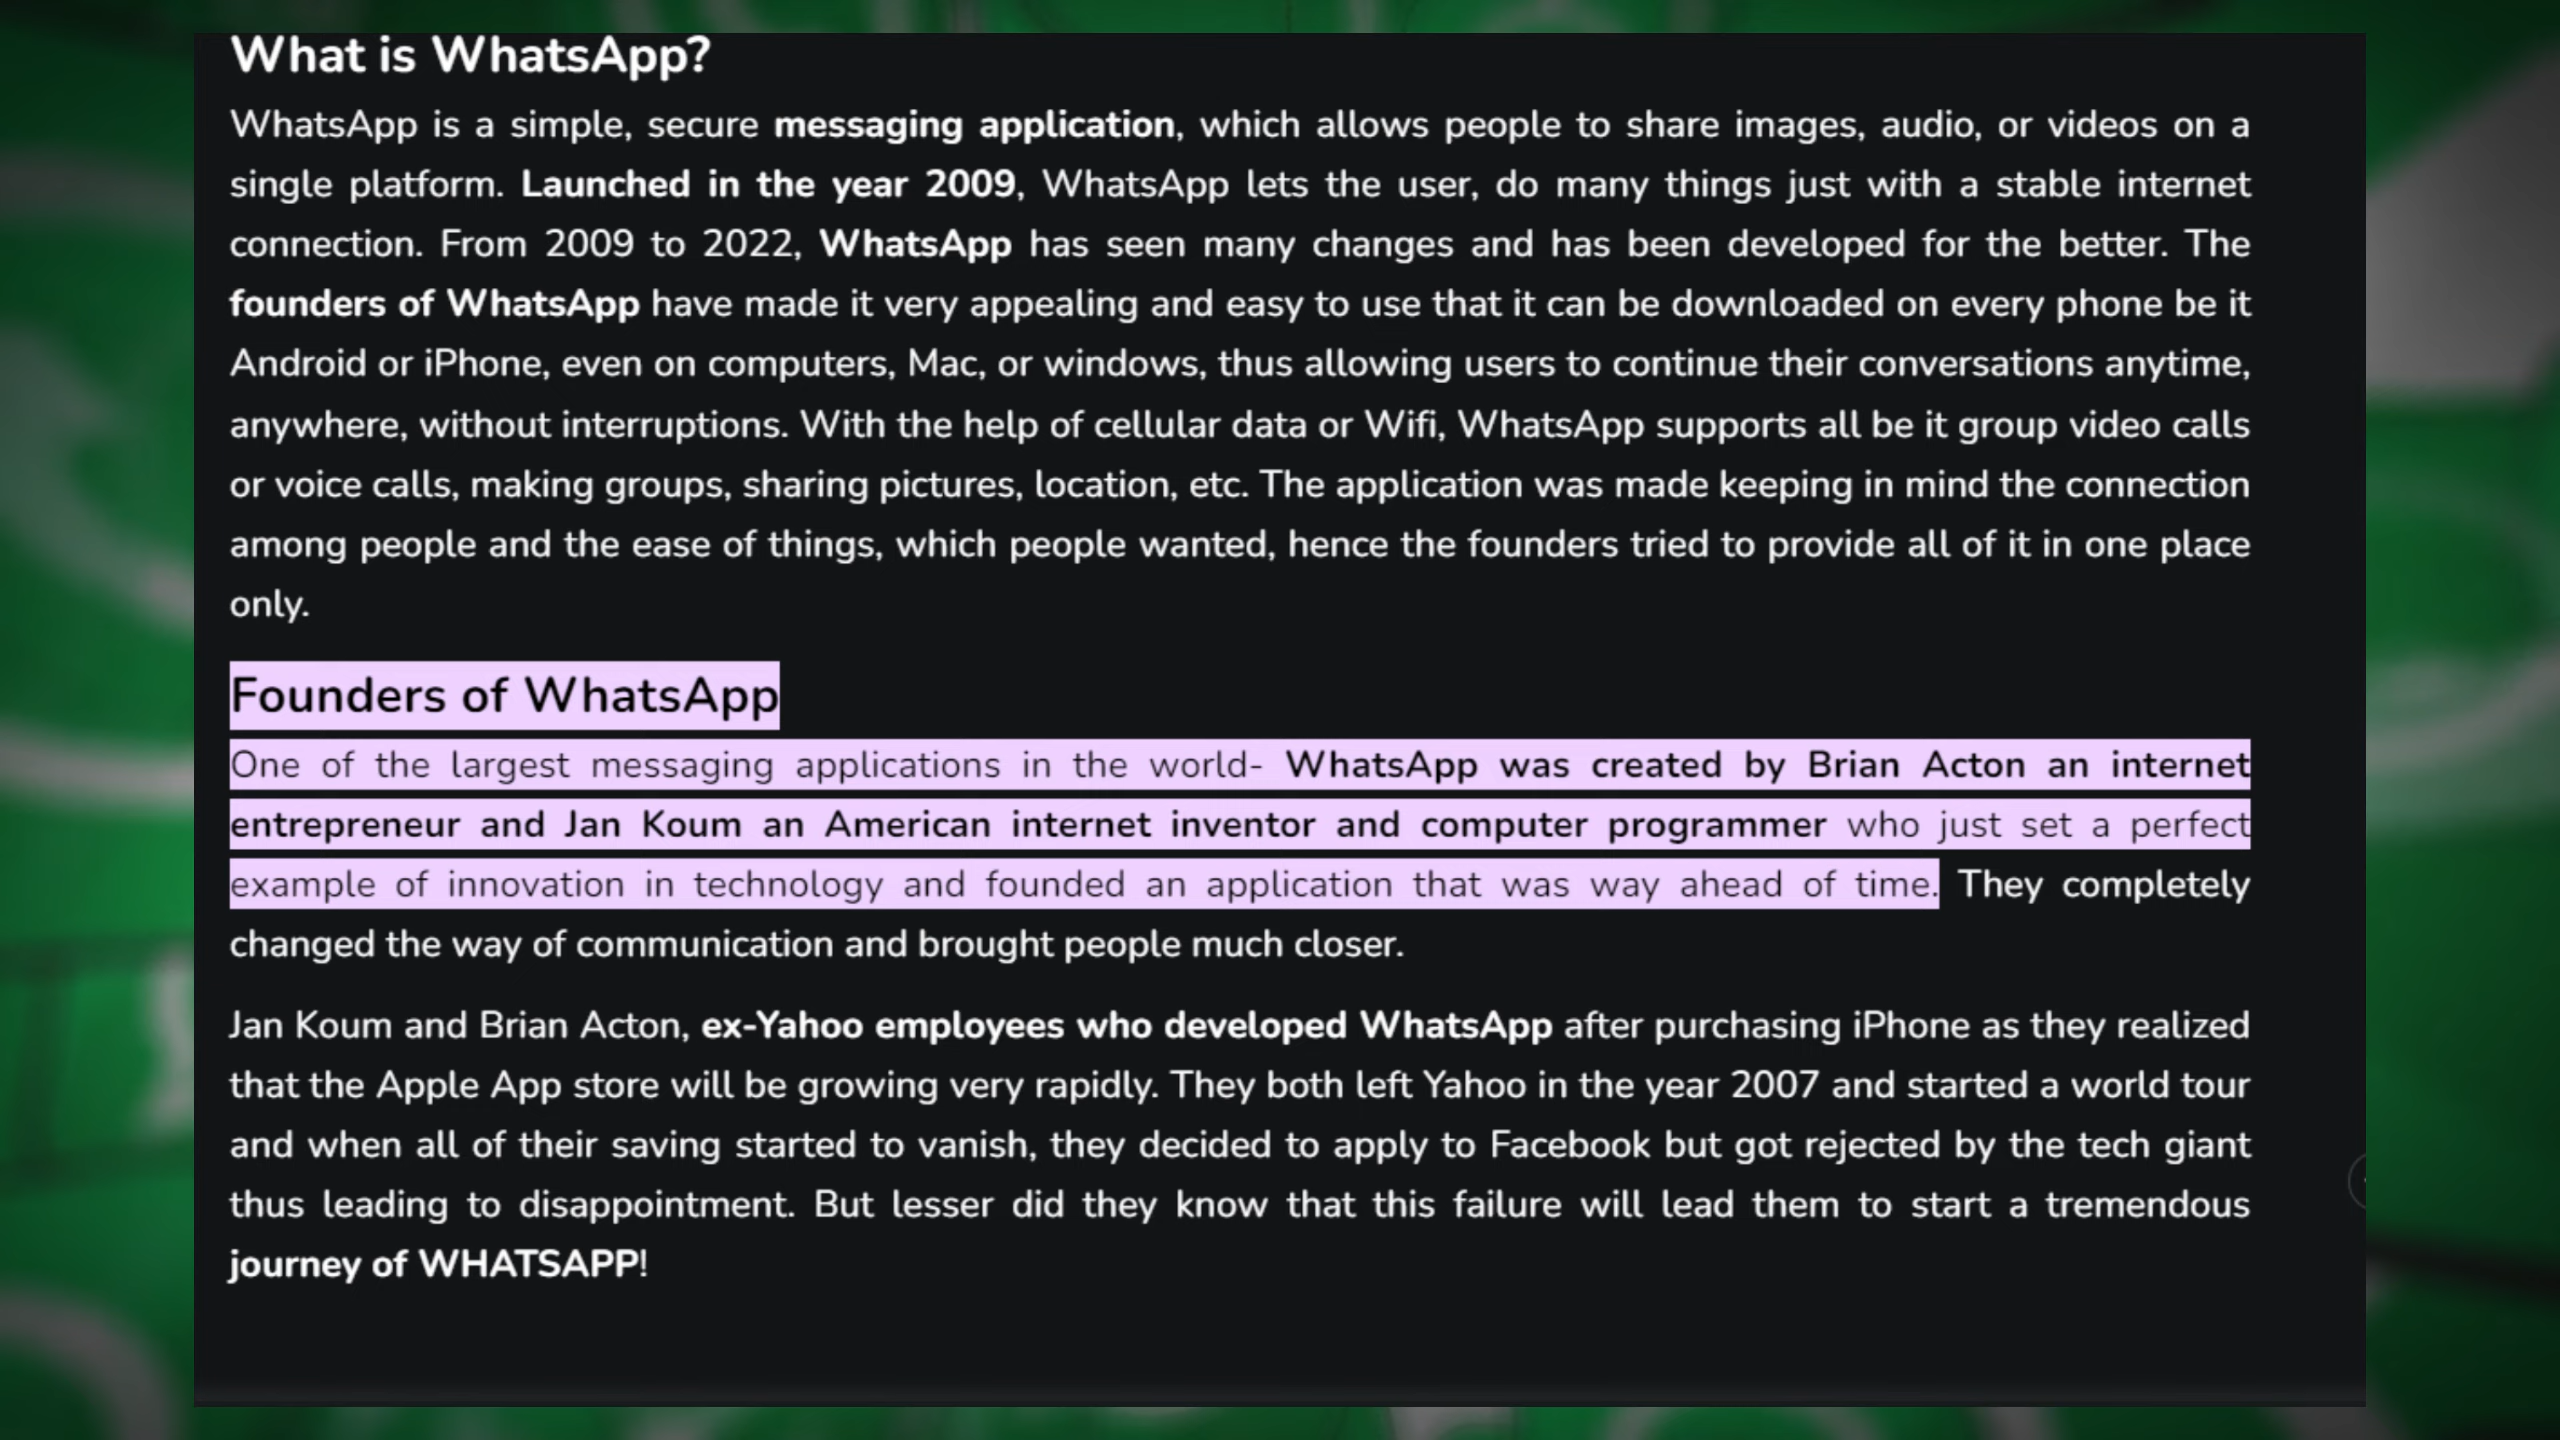 What is WhatsApp?
WhatsApp is a simple, secure messaging application, which allows people to share images, audio, or videos on a
single platform. Launched in the year 2009, WhatsApp lets the user, do many things just with a stable internet
connection. From 2009 to 2022, WhatsApp has seen many changes and has been developed for the better. The
founders of WhatsApp have made it very appealing and easy to use that it can be downloaded on every phone be it
Android or iPhone, even on computers, Mac, or windows, thus allowing users to continue their conversations anytime,
anywhere, without interruptions. With the help of cellular data or Wifi, WhatsApp supports all be it group video calls
or voice calls, making groups, sharing pictures, location, etc. The application was made keeping in mind the connection
among people and the ease of things, which people wanted, hence the founders tried to provide all of it in one place
only.
Founders of WhatsApp
One of the largest messaging applications in the world- WhatsApp was created by Brian Acton an internet
entrepreneur and Jan Koum an American internet inventor and computer programmer who just set a perfect
example of innovation in technology and founded an application that was way ahead of time. They completely
changed the way of communication and brought people much closer.
Jan Koum and Brian Acton, ex-Yahoo employees who developed WhatsApp after purchasing iPhone as they realized
that the Apple App store will be growing very rapidly. They both left Yahoo in the year 2007 and started a world tour
and when all of their saving started to vanish, they decided to apply to Facebook but got rejected by the tech giant
thus leading to disappointment. But lesser did they know that this failure will lead them to start a tremendous
journey of WHATSAPP!